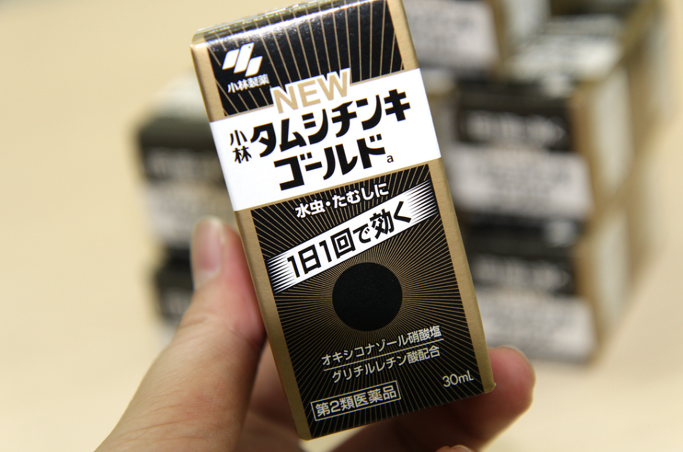 小林製薬
NEW
小林 タムシチンキ
ゴールドa
水虫・たむしに
1日1回で効く
オキシコナゾール硝酸塩
グリチルレチン酸配合
第2類医薬品
30mL